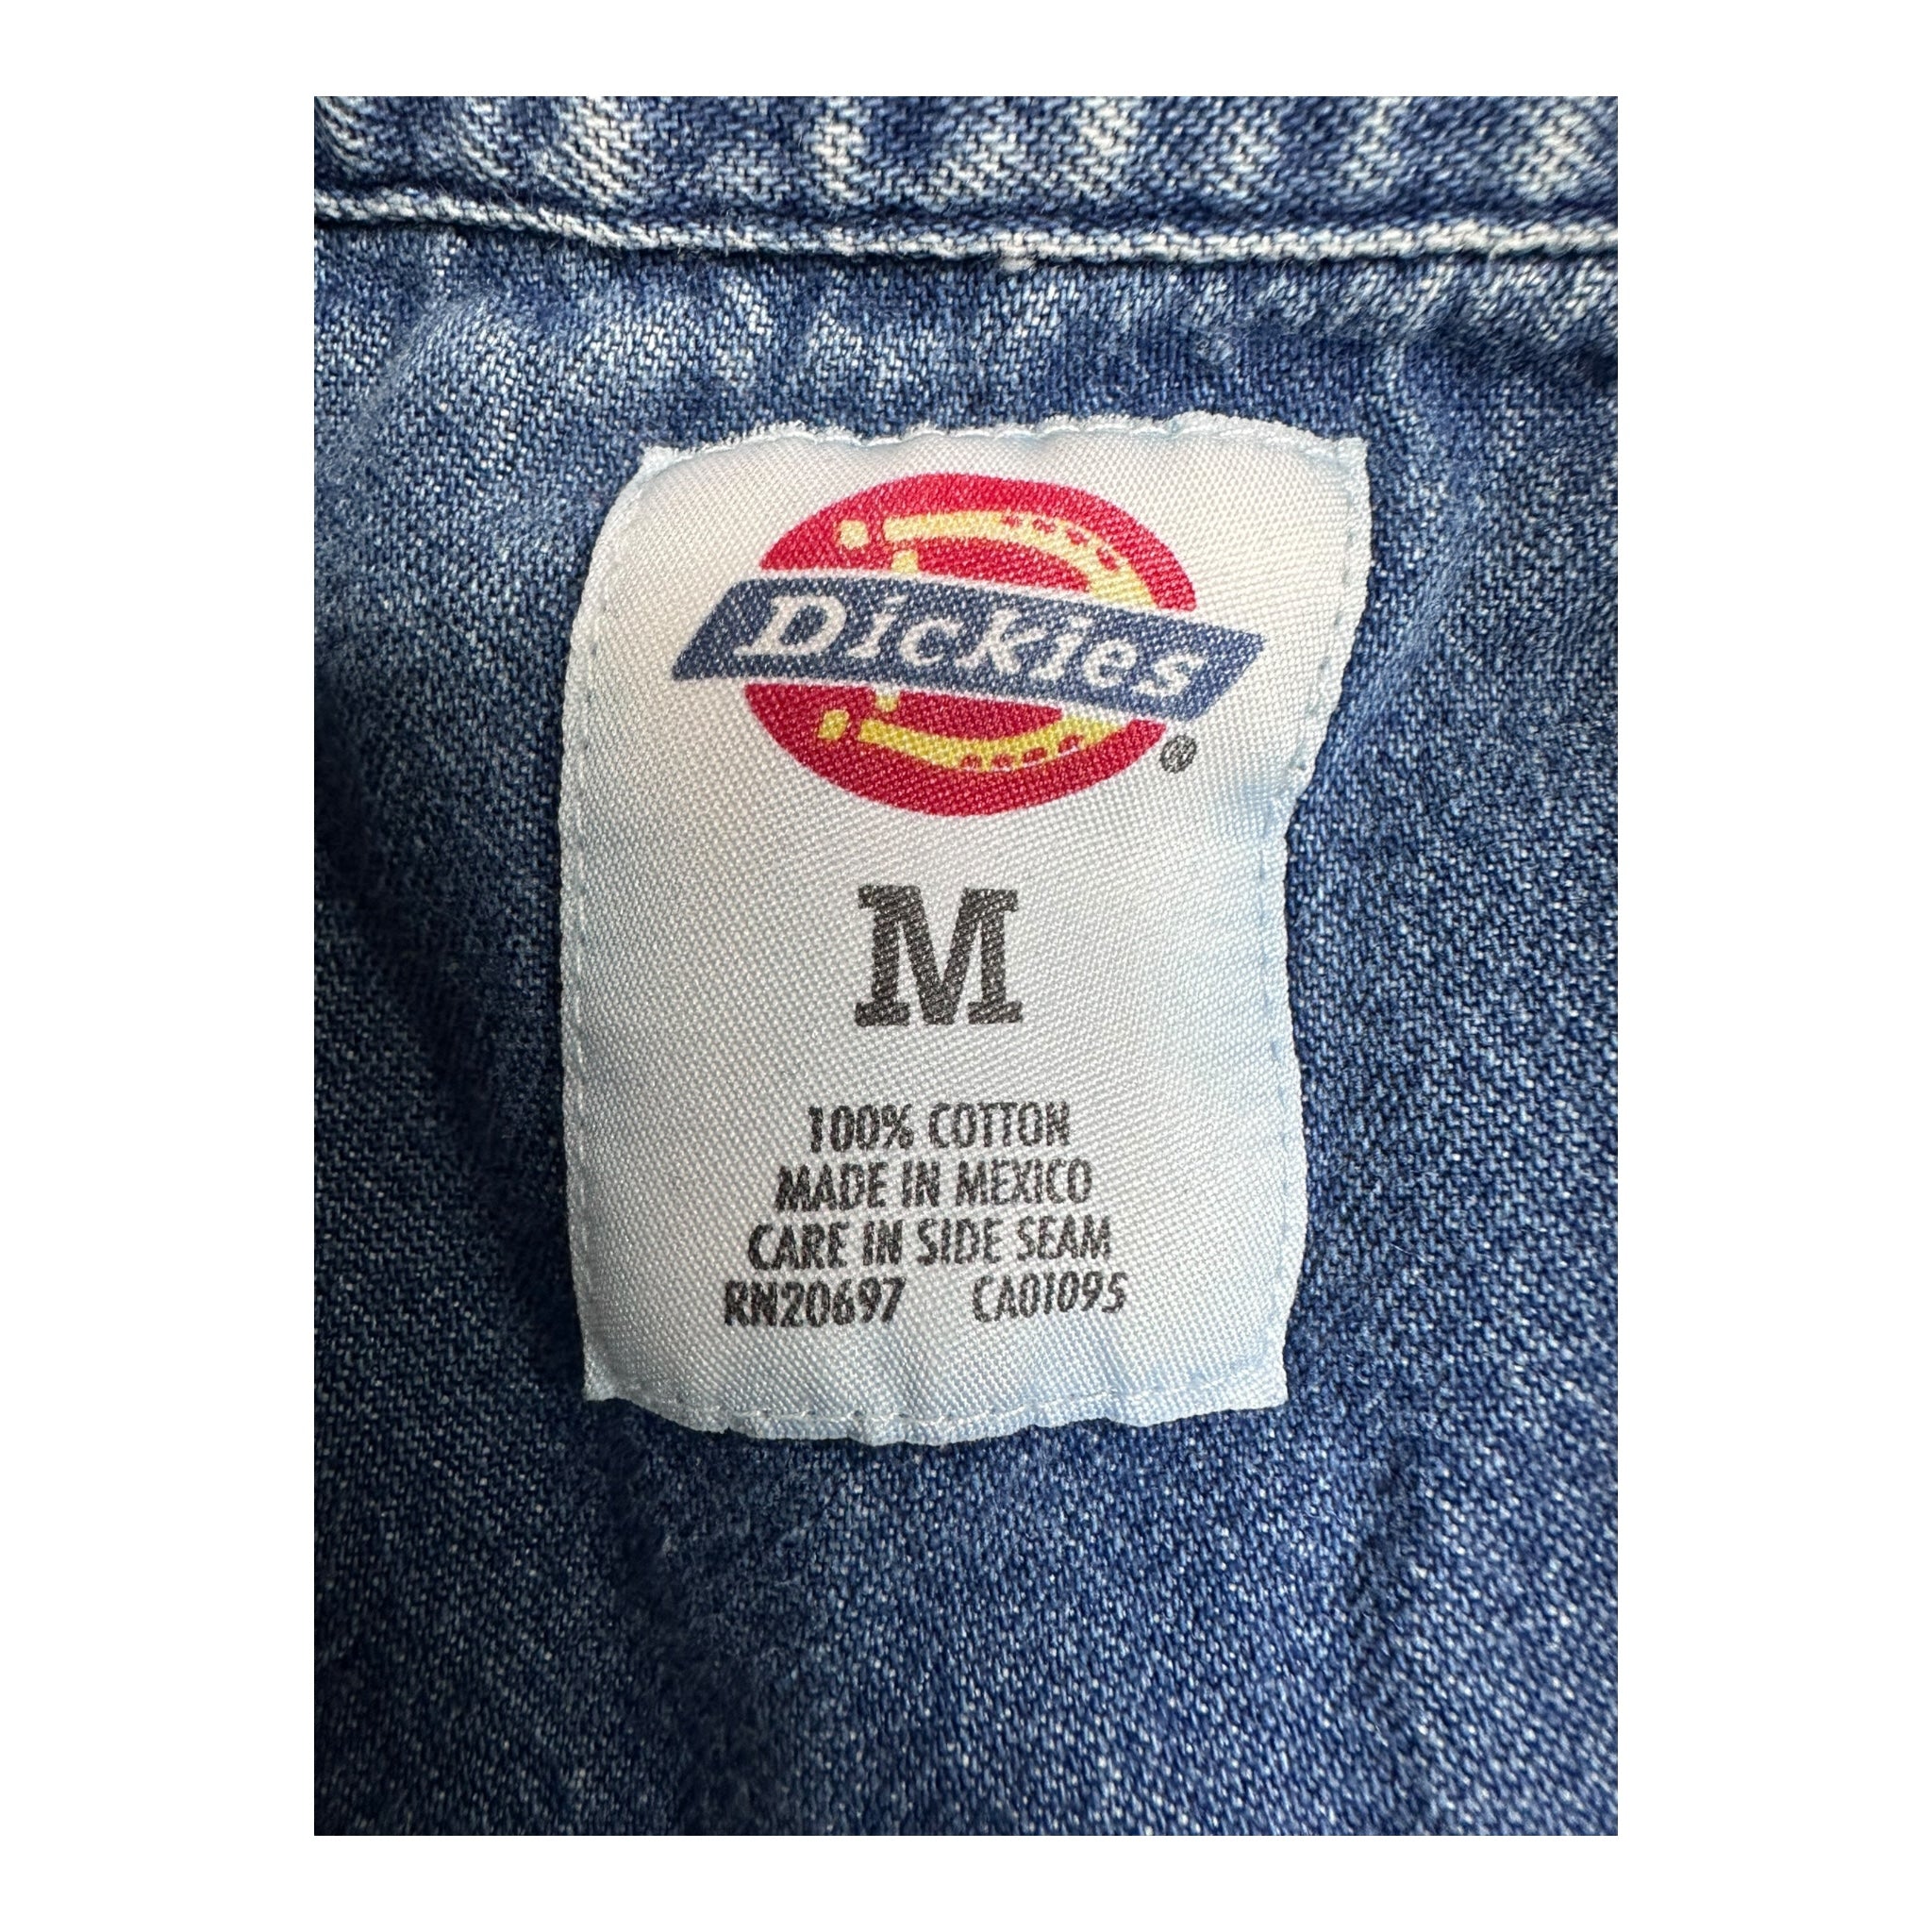 Dickies
®
M
100% COTTON
MADE IN MEXICO
CARE IN SIDE SEAM
RN20697 CA01095